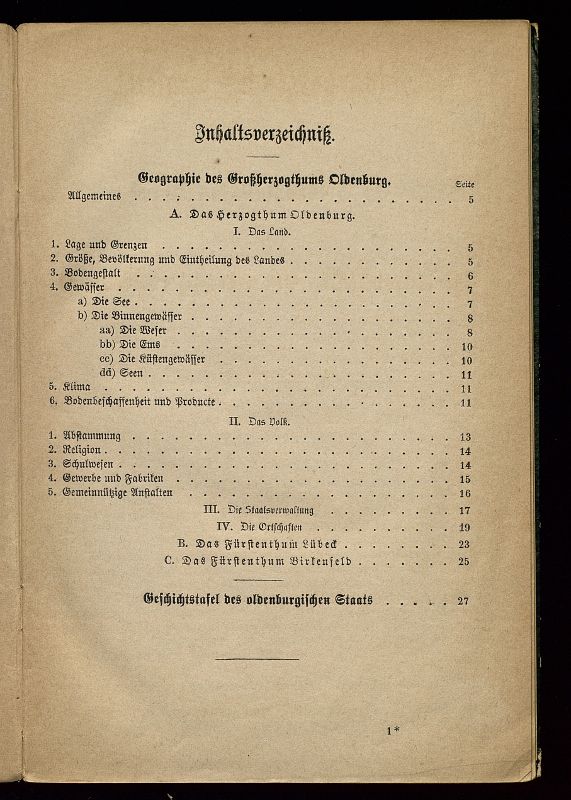 Inhaltsverzeichniß.
Geographie des Großherzogthums Oldenburg.
Seite
Allgemeines . . . . . . . . . . . . . . . . . . . . . . 5
A. Das Herzogthum Oldenburg.
I. Das Land.
1. Lage und Grenzen . . . . . . . . . . . . . . . . . . . . 5
2. Größe, Bevölkerung und Eintheilung des Landes . . . . . . . . . . . 5
3. Bodengestalt . . . . . . . . . . . . . . . . . . . . . . 6
4. Gewässer . . . . . . . . . . . . . . . . . . . . . . . 7
a) Die See . . . . . . . . . . . . . . . . . . . . . . 7
b) Die Binnengewässer . . . . . . . . . . . . . . . . . . 8
aa) Die Weser . . . . . . . . . . . . . . . . . . . . 8
bb) Die Ems . . . . . . . . . . . . . . . . . . . . 10
cc) Die Küstengewässer . . . . . . . . . . . . . . . . . 10
dd) Seen . . . . . . . . . . . . . . . . . . . . . 11
5. Klima . . . . . . . . . . . . . . . . . . . . . . . . 11
6. Bodenbeschaffenheit und Producte . . . . . . . . . . . . . . . . 11
II. Das Volk.
1. Abstammung . . . . . . . . . . . . . . . . . . . . . . 13
2. Religion . . . . . . . . . . . . . . . . . . . . . . . 14
3. Schulwesen . . . . . . . . . . . . . . . . . . . . . . 14
4. Gewerbe und Fabriken . . . . . . . . . . . . . . . . . . . 15
5. Gemeinnützige Anstalten . . . . . . . . . . . . . . . . . . 16
III. Die Staatsverwaltung . . . . . . . . . . 17
IV. Die Ortschaften . . . . . . . . . . 19
B. Das Fürstenthum Lübeck . . . . . . . . 23
C. Das Fürstenthum Birkenfeld . . . . . . . 25
Geschichtstafel des oldenburgischen Staats . . . . . 27
1*